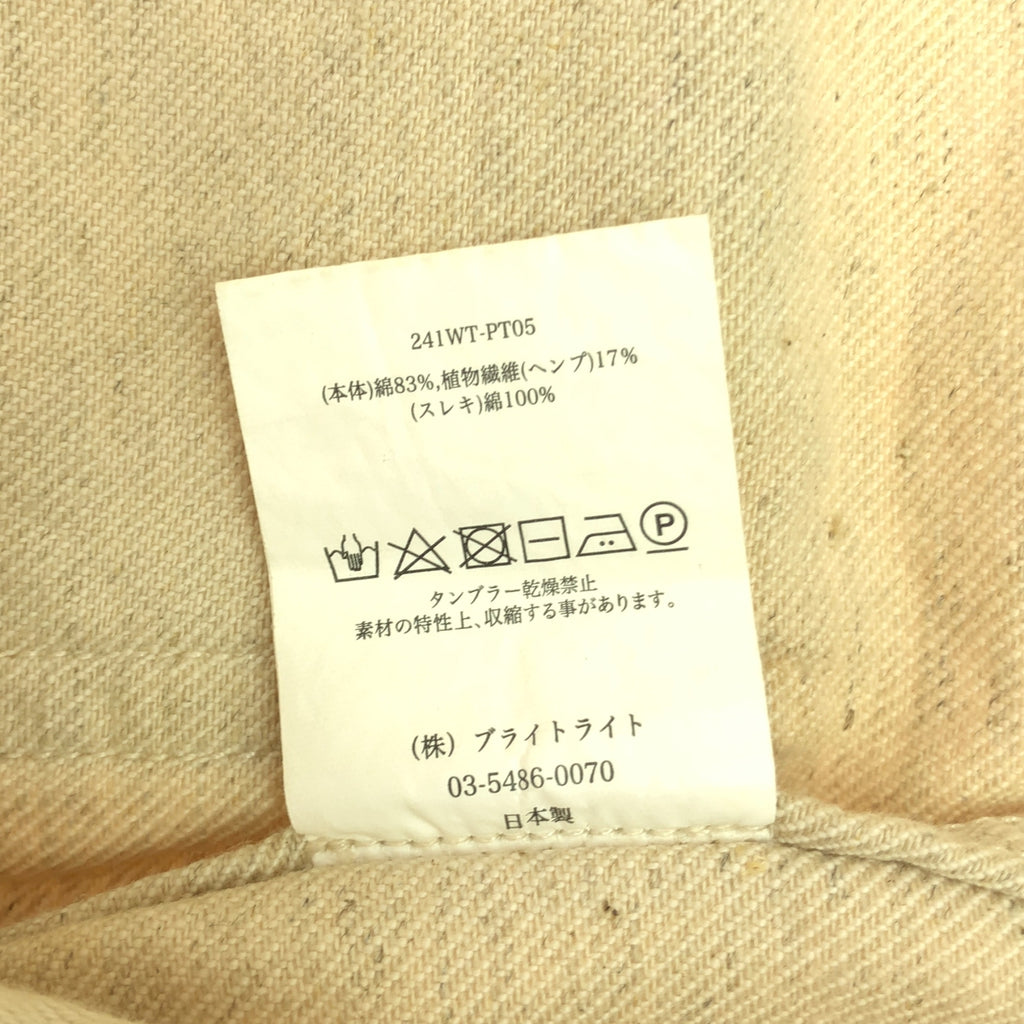 241WT-PT05
(本体)綿83%,植物繊維(ヘンプ)17%
(スレキ)綿100%
P
タンブラー乾燥禁止
素材の特性上、収縮する事があります。
(株) ブライトライト
03-5486-0070
日本製